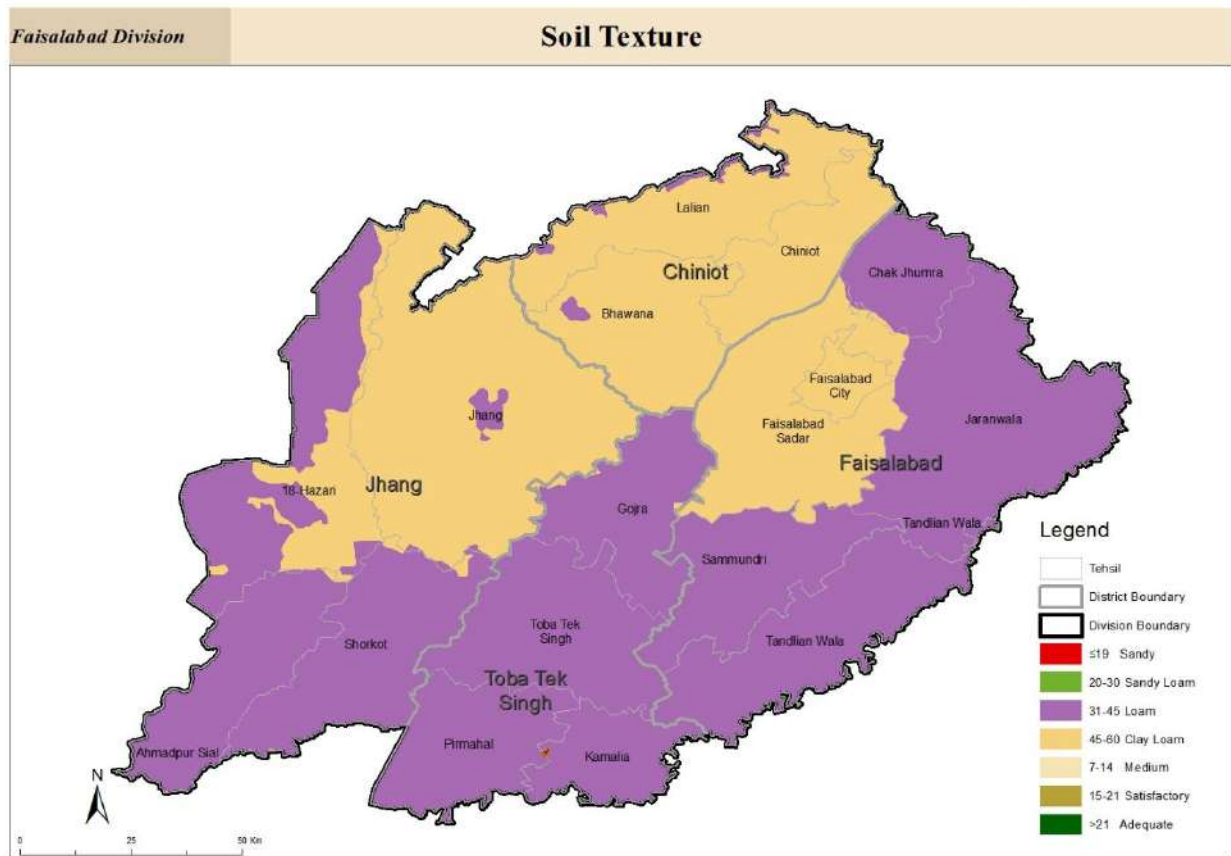 Faisalabad Division
Soil Texture
Lalian
Chiniot
Chiniot
Chak Jhumra
Bhawana
Faisalabad
City
Jhang
Faisalabad
Sadar
Jaranwala
Faisalabad
18-Hazari
Jhang
Gojra
Tandlian Wala
Sammundri
Toba Tek
Singh
Tandlian Wala
Shorkot
Toba Tek
Singh
Pirmahal
Kamalia
Ahmadpur Sial
N
0 25 50 Km
Legend
Tehsil
District Boundary
Division Boundary
≤19 Sandy
20-30 Sandy Loam
31-45 Loam
45-60 Clay Loam
7-14 Medium
15-21 Satisfactory
>21 Adequate